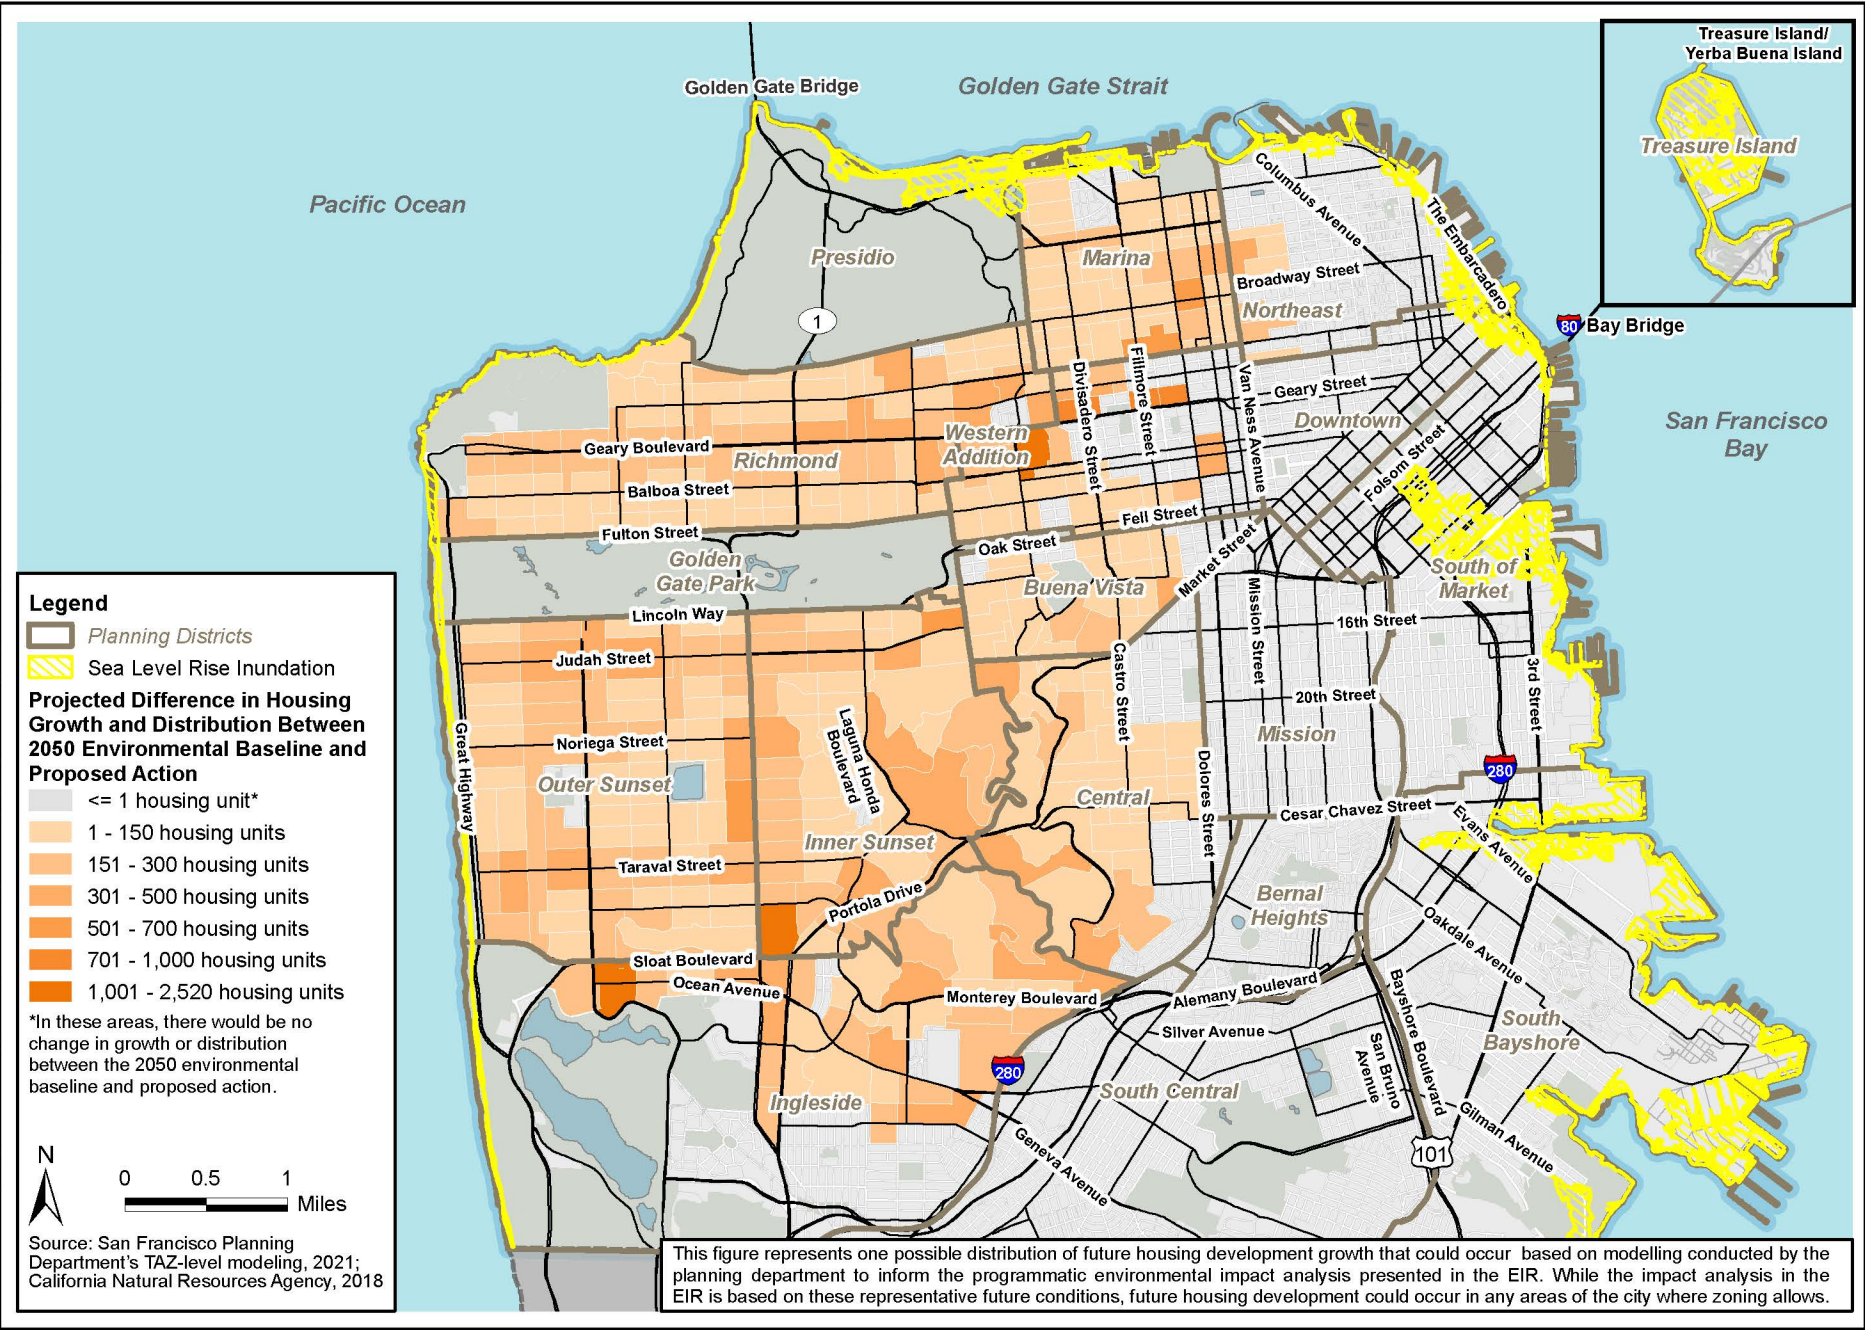 Treasure Island/
Yerba Buena Island
Treasure Island
Golden Gate Bridge
Golden Gate Strait
Pacific Ocean
Columbus Avenue
The Embarcadero
Presidio
Marina
1
Broadway Street
Northeast
80
Bay Bridge
Divisadero Street
Fillmore Street
Van Ness Avenue
Geary Street
Downtown
San Francisco
Bay
Geary Boulevard
Richmond
Western
Addition
Folsom Street
Balboa Street
Fulton Street
Fell Street
Oak Street
Market Street
Golden
Gate Park
Buena Vista
South of
Market
Lincoln Way
Mission Street
16th Street
Judah Street
Castro Street
3rd Street
20th Street
Great Highway
Noriega Street
Laguna Honda
Boulevard
Mission
Dolores Street
280
Outer Sunset
Central
Cesar Chavez Street
Evans Avenue
Inner Sunset
Taraval Street
Portola Drive
Bernal
Heights
Oakdale Avenue
Sloat Boulevard
Ocean Avenue
Monterey Boulevard
Alemany Boulevard
Bayshore Boulevard
Silver Avenue
San Bruno
Avenue
South
Bayshore
280
Ingleside
South Central
Gilman Avenue
Geneva Avenue
101
Legend
Planning Districts
Sea Level Rise Inundation
Projected Difference in Housing
Growth and Distribution Between
2050 Environmental Baseline and
Proposed Action
<= 1 housing unit*
1 - 150 housing units
151 - 300 housing units
301 - 500 housing units
501 - 700 housing units
701 - 1,000 housing units
1,001 - 2,520 housing units
*In these areas, there would be no
change in growth or distribution
between the 2050 environmental
baseline and proposed action.
N
0 0.5 1
Miles
Source: San Francisco Planning
Department's TAZ-level modeling, 2021;
California Natural Resources Agency, 2018
This figure represents one possible distribution of future housing development growth that could occur based on modelling conducted by the
planning department to inform the programmatic environmental impact analysis presented in the EIR. While the impact analysis in the
EIR is based on these representative future conditions, future housing development could occur in any areas of the city where zoning allows.